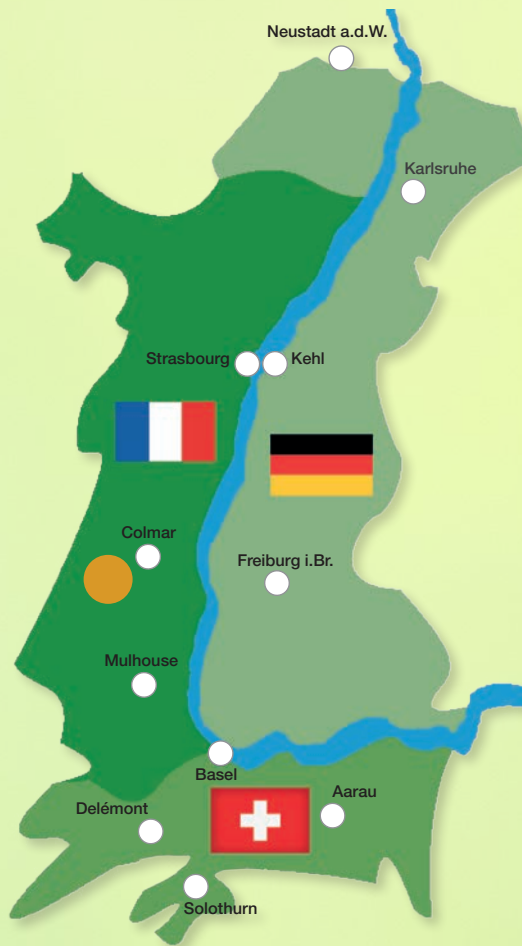 Neustadt a.d.W.
Karlsruhe
Strasbourg
Kehl
Colmar
Freiburg i.Br.
Mulhouse
Basel
Delémont
Aarau
Solothurn